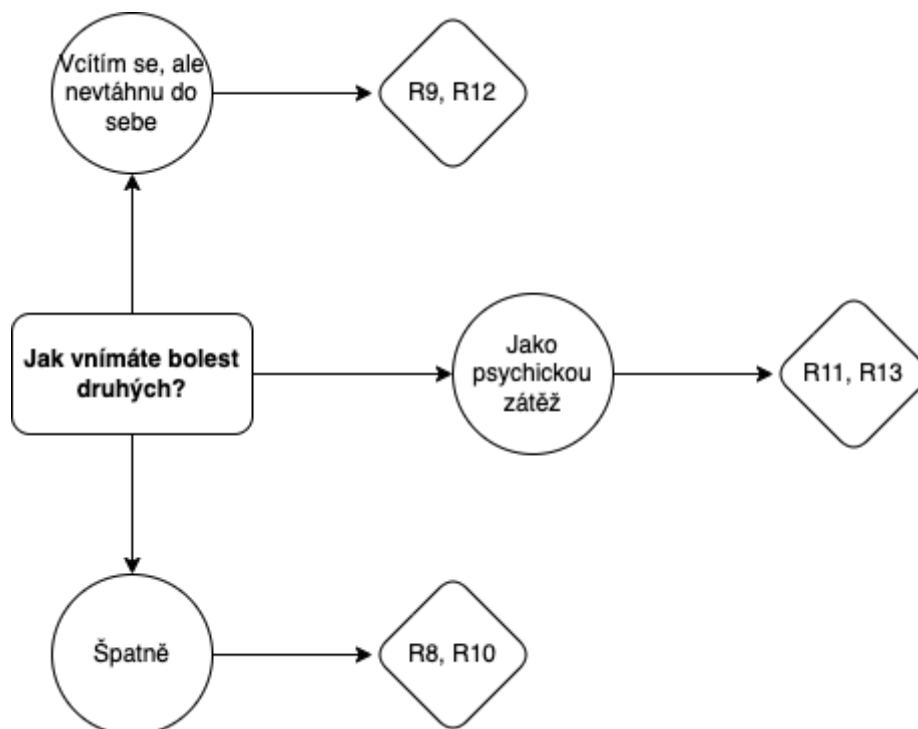 Vcítím se, ale
nevtáhnu do
sebe
R9, R12
Jak vnímáte bolest
druhých?
Jako
psychickou
zátěž
R11, R13
Špatně
R8, R10